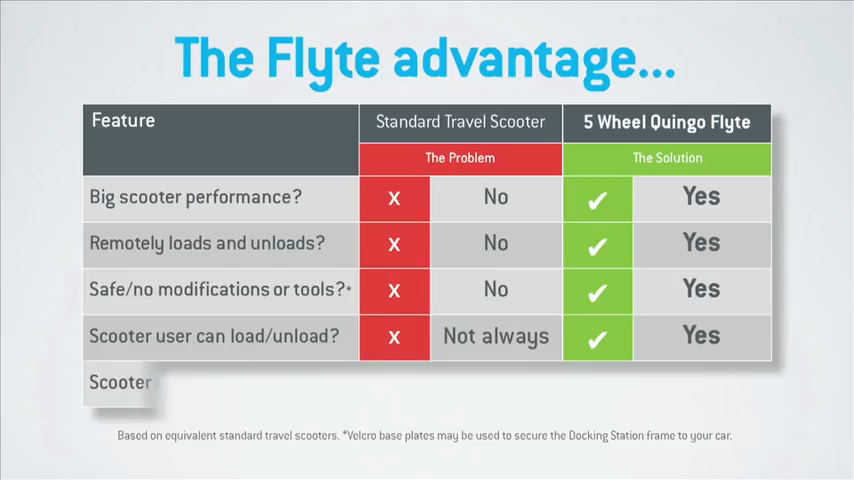 The Flyte advantage...
Feature Standard Travel Scooter 5 Wheel Quingo Flyte
The Problem The Solution
Big scooter performance? x No ✔ Yes
Remotely loads and unloads? x No ✔ Yes
Safe/no modifications or tools?* x No ✔ Yes
Scooter user can load/unload? x Not always ✔ Yes
Scooter
Based on equivalent standard travel scooters. *Velcro base plates may be used to secure the Docking Station frame to your car.